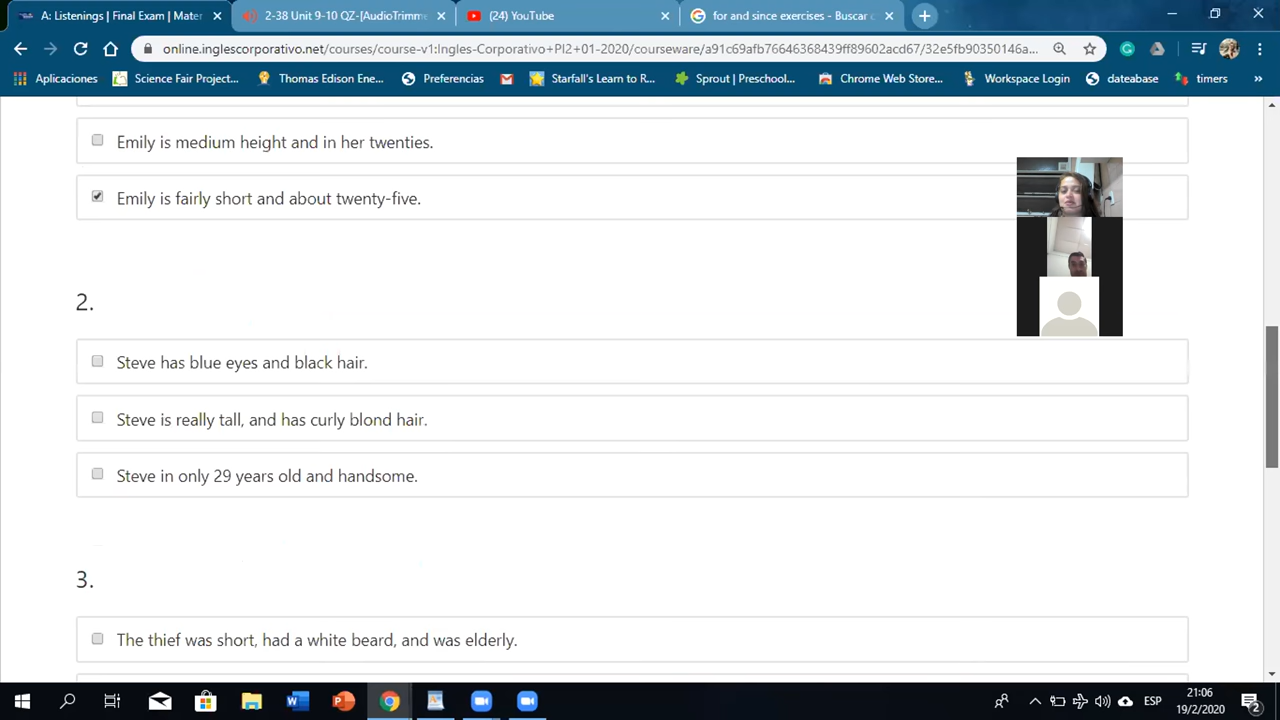 A: Listenings | Final Exam | Mater
2-38 Unit 9-10 QZ-[AudioTrimme
(24) YouTube
for and since exercises - Buscar c
online.inglescorporativo.net/courses/course-v1:Ingles-Corporativo+PI2+01-2020/courseware/a91c69afb76646368439ff89602acd67/32e5fb90350146a...
Aplicaciones
Science Fair Project...
Thomas Edison Ene...
Preferencias
Starfall's Learn to R...
Sprout | Preschool...
Chrome Web Store...
Workspace Login
dateabase
timers
»
Emily is medium height and in her twenties.
Emily is fairly short and about twenty-five.
2.
Steve has blue eyes and black hair.
Steve is really tall, and has curly blond hair.
Steve in only 29 years old and handsome.
3.
The thief was short, had a white beard, and was elderly.
ESP
21:06
19/2/2020
2